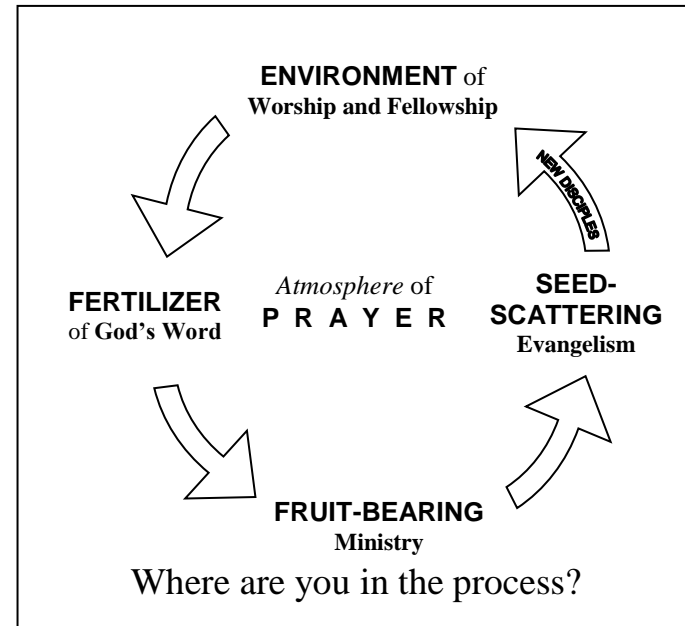 ENVIRONMENT of
Worship and Fellowship
NEW DISCIPLES
FERTILIZER
of God's Word
Atmosphere of
P R A Y E R
SEED-
SCATTERING
Evangelism
FRUIT-BEARING
Ministry
Where are you in the process?